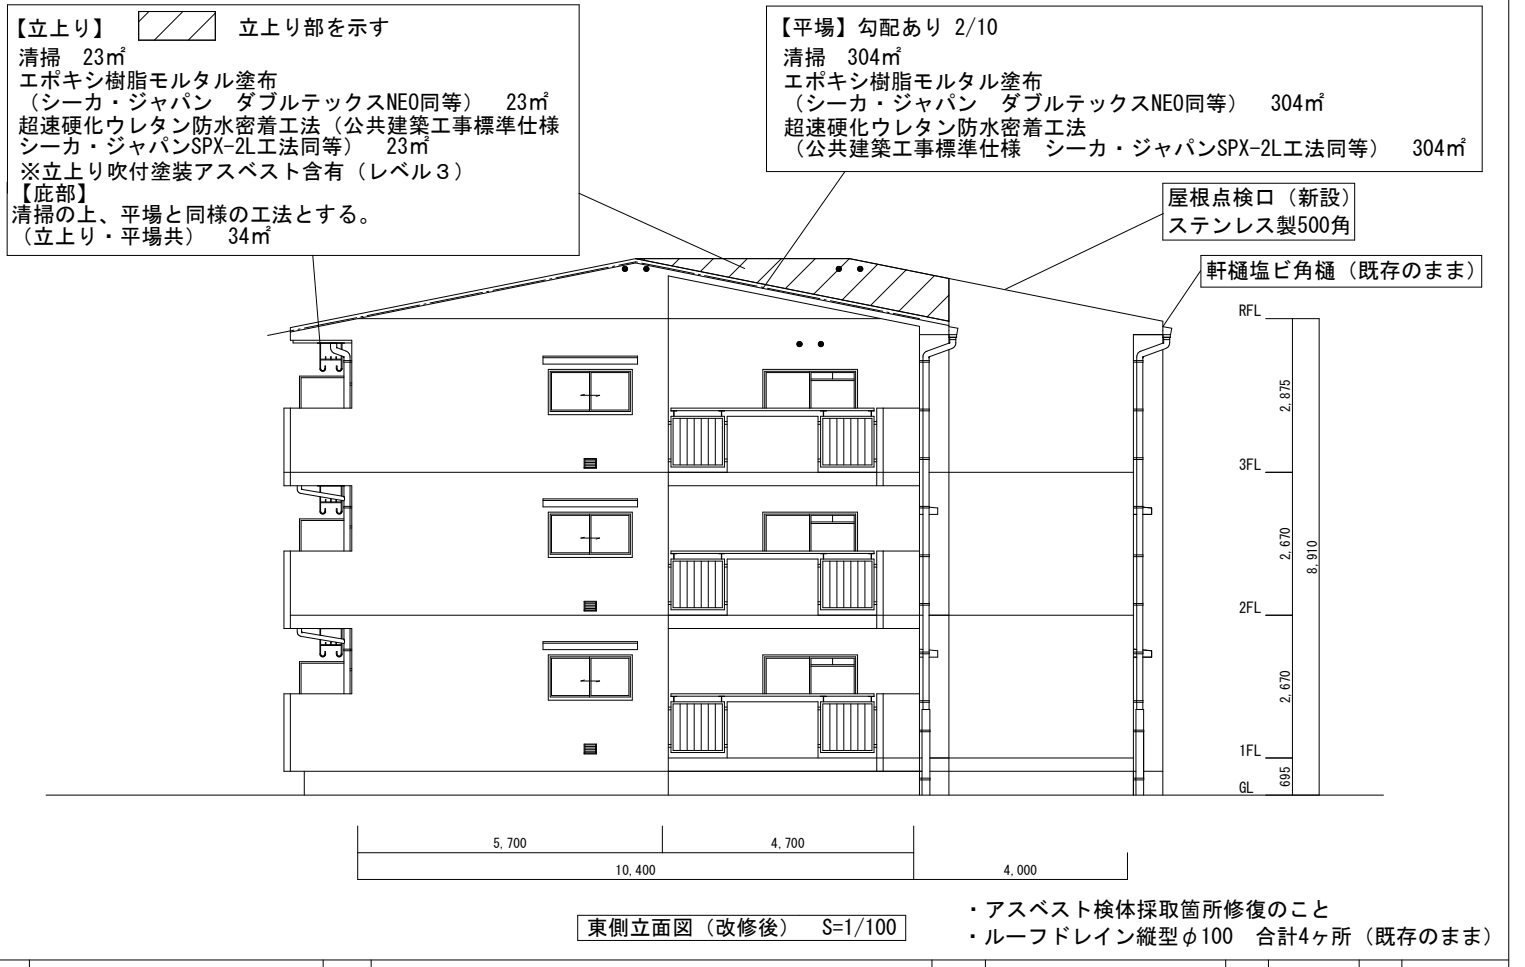 【立上り】　立上り部を示す
清掃　23㎡
エポキシ樹脂モルタル塗布
（シーカ・ジャパン　ダブルテックスNEO同等）　23㎡
超速硬化ウレタン防水密着工法（公共建築工事標準仕様
シーカ・ジャパンSPX-2L工法同等）　23㎡
※立上り吹付塗装アスベスト含有（レベル３）
【庇部】
清掃の上、平場と同様の工法とする。
（立上り・平場共）　34㎡
【平場】勾配あり 2/10
清掃　304㎡
エポキシ樹脂モルタル塗布
（シーカ・ジャパン　ダブルテックスNEO同等）　304㎡
超速硬化ウレタン防水密着工法
（公共建築工事標準仕様　シーカ・ジャパンSPX-2L工法同等）　304㎡
屋根点検口（新設）
ステンレス製500角
軒樋塩ビ角樋（既存のまま）
RFL
2,875
3FL
2,670
8,910
2FL
2,670
1FL
695
GL
5,700
4,700
10,400
4,000
東側立面図（改修後）　S=1/100
・アスベスト検体採取箇所修復のこと
・ルーフドレイン縦型φ100　合計4ヶ所（既存のまま）